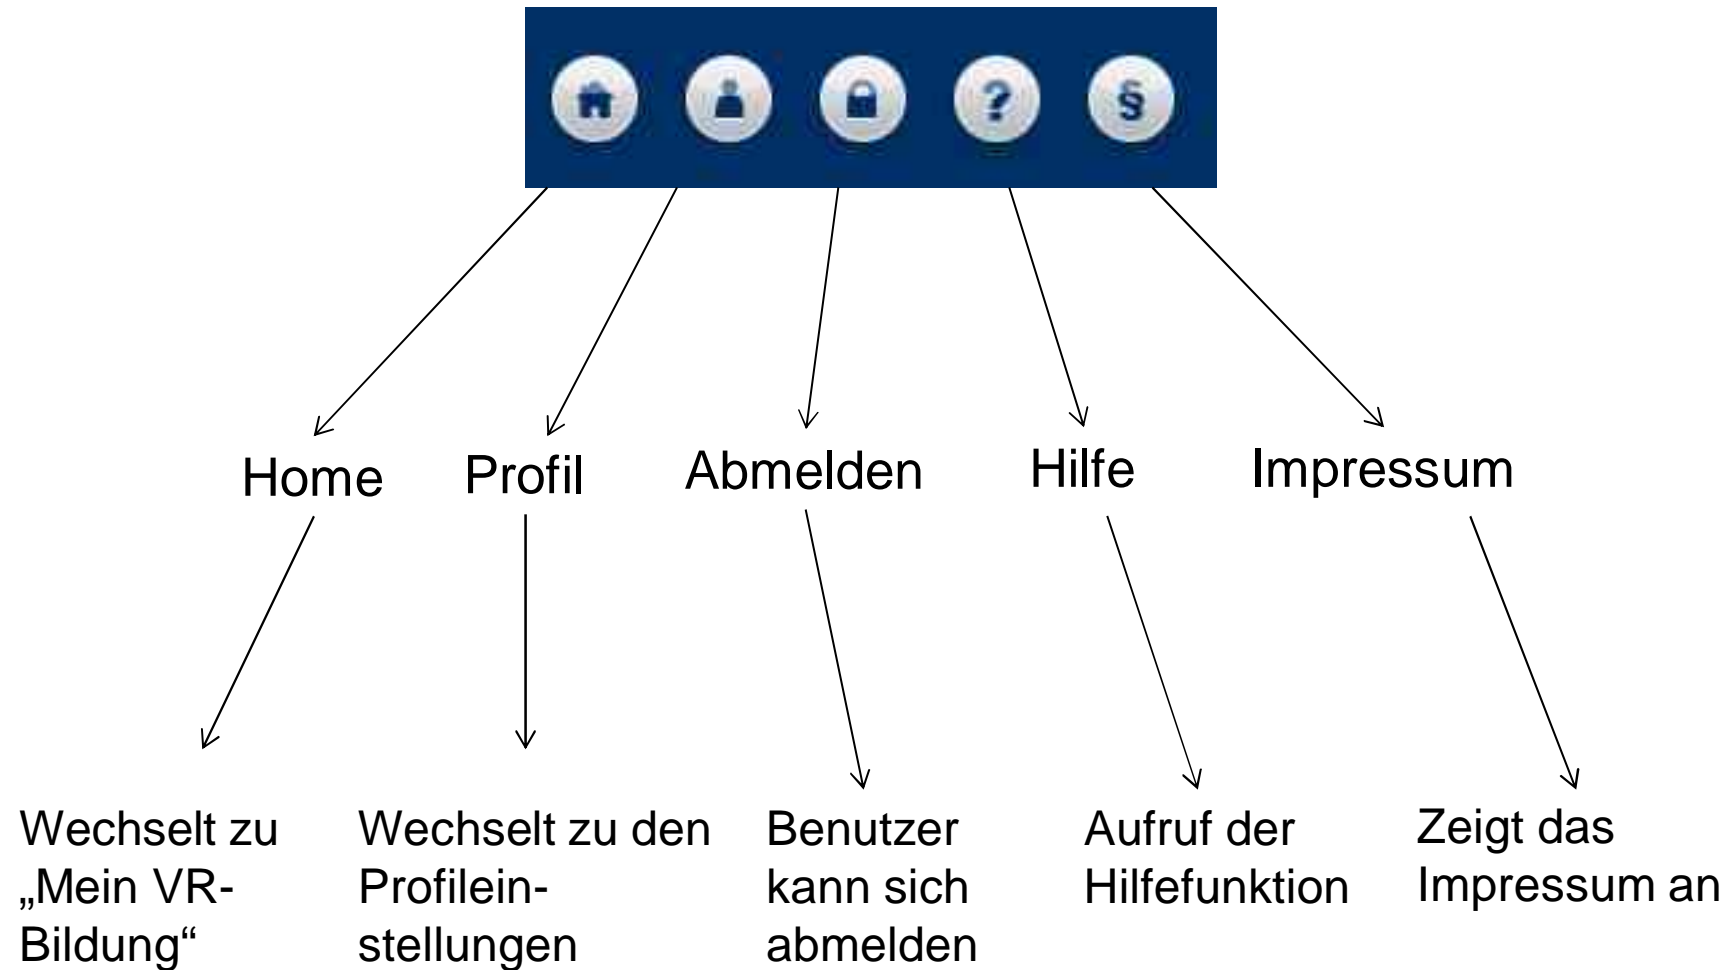 ? §
Home Profil Abmelden Hilfe Impressum
Wechselt zu
„Mein VR-
Bildung“
Wechselt zu den
Profilein-
stellungen
Benutzer
kann sich
abmelden
Aufruf der
Hilfefunktion
Zeigt das
Impressum an